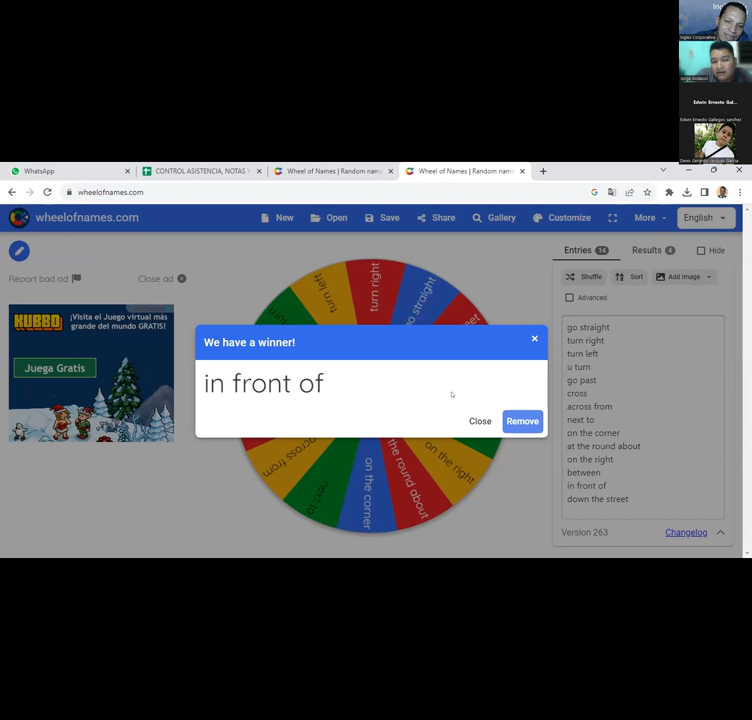 Ingles Corporativo
Jorge Andasol
Edwin Ernesto Gal...
Edwin Ernesto Gallegos sanchez
WhatsApp
CONTROL ASISTENCIA, NOTAS Y
Wheel of Names | Random name
Wheel of Names | Random name
wheelofnames.com
wheelofnames.com
New
Open
Save
Share
Gallery
Customize
More
English
Report bad ad
Close ad
KUBBO
¡Visita el Juego virtual más
grande del mundo GRATIS!
Juega Gratis
turn left
turn right
go straight
We have a winner!
in front of
Close
Remove
across from
next to
on the corner
the round about
on the right
Entries 14
Results 4
Hide
Shuffle
Sort
Add image
Advanced
go straight
turn right
turn left
u turn
go past
cross
across from
next to
on the corner
at the round about
on the right
between
in front of
down the street
Version 263
Changelog